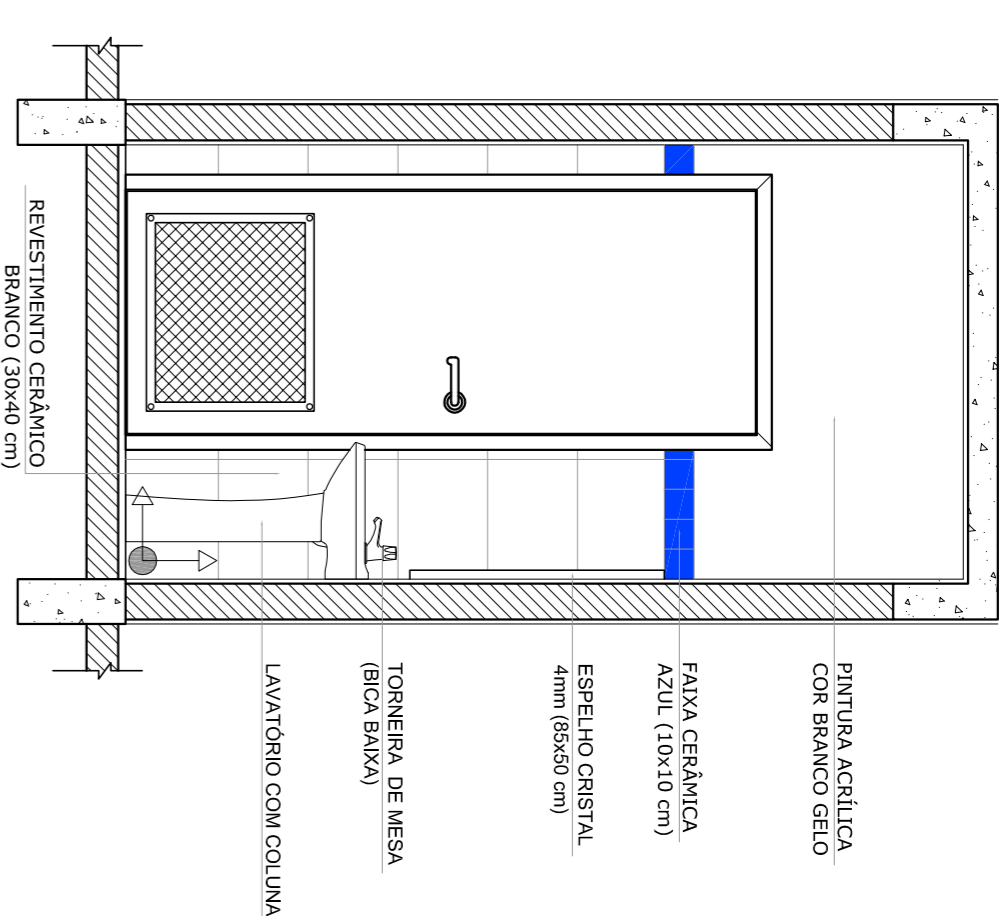 PINTURA ACRÍLICA
COR BRANCO GELO
FAIXA CERÂMICA
AZUL (10x10 cm)
ESPELHO CRISTAL
4mm (85x50 cm)
TORNEIRA DE MESA
(BICA BAIXA)
LAVATÓRIO COM COLUNA
REVESTIMENTO CERÂMICO
BRANCO (30x40 cm)